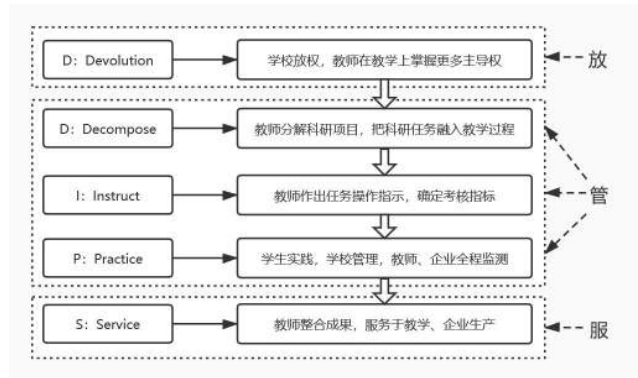 D: Devolution
学校放权，教师在教学上掌握更多主导权
放
D: Decompose
教师分解科研项目，把科研任务融入教学过程
I: Instruct
教师作出任务操作指示，确定考核指标
管
P: Practice
学生实践，学校管理，教师、企业全程监测
S: Service
教师整合成果，服务于教学、企业生产
服